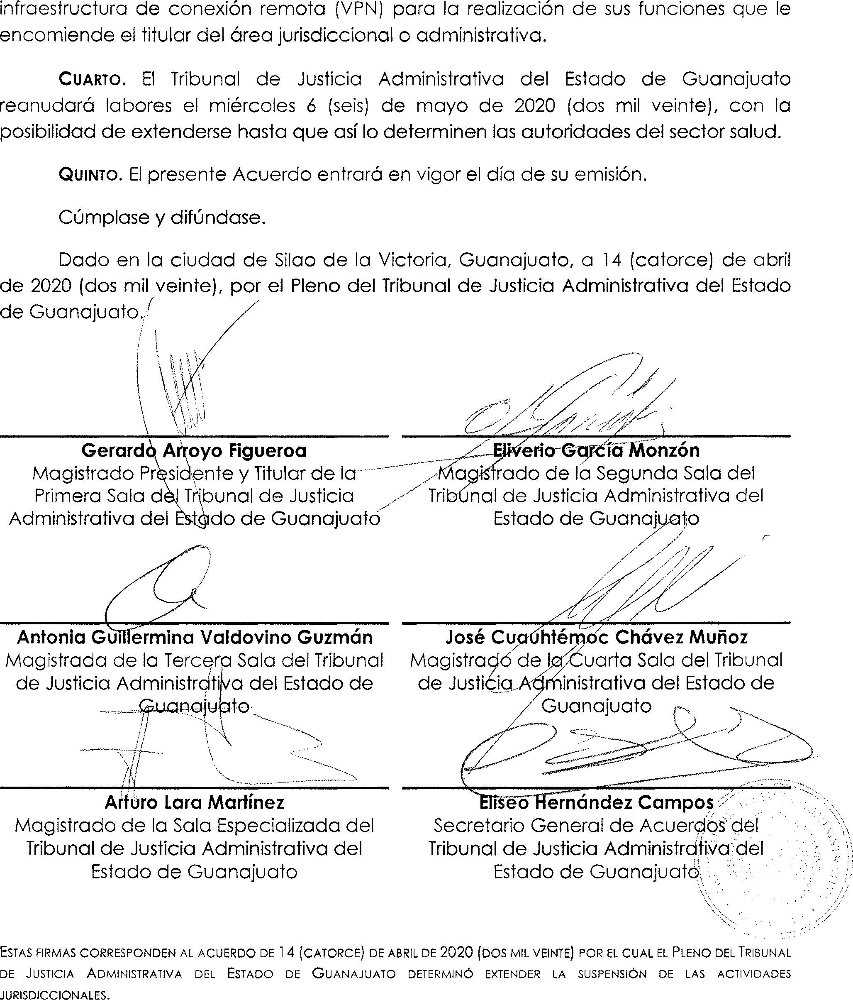 infraestructura de conexión remota (VPN) para la realización de sus funciones que le
encomiende el titular del área jurisdiccional o administrativa.
CUARTO. El Tribunal de Justicia Administrativa del Estado de Guanajuato
reanudará labores el miércoles 6 (seis) de mayo de 2020 (dos mil veinte), con la
posibilidad de extenderse hasta que así lo determinen las autoridades del sector salud.
QUINTO. El presente Acuerdo entrará en vigor el día de su emisión.
Cúmplase y difúndase.
Dado en la ciudad de Silao de la Victoria, Guanajuato, a 14 (catorce) de abril
de 2020 (dos mil veinte), por el Pleno del Tribunal de Justicia Administrativa del Estado
de Guanajuato.
Gerardo Arroyo Figueroa
Magistrado Presidente y Titular de la
Primera Sala del Tribunal de Justicia
Administrativa del Estado de Guanajuato
Eliverio García Monzón
Magistrado de la Segunda Sala del
Tribunal de Justicia Administrativa del
Estado de Guanajuato
Antonia Guillermina Valdovino Guzmán
Magistrada de la Tercera Sala del Tribunal
de Justicia Administrativa del Estado de
Guanajuato
José Cuauhtémoc Chávez Muñoz
Magistrado de la Cuarta Sala del Tribunal
de Justicia Administrativa del Estado de
Guanajuato
Arturo Lara Martínez
Magistrado de la Sala Especializada del
Tribunal de Justicia Administrativa del
Estado de Guanajuato
Eliseo Hernández Campos
Secretario General de Acuerdos del
Tribunal de Justicia Administrativa del
Estado de Guanajuato
ESTAS FIRMAS CORRESPONDEN AL ACUERDO DE 14 (CATORCE) DE ABRIL DE 2020 (DOS MIL VEINTE) POR EL CUAL EL PLENO DEL TRIBUNAL
DE JUSTICIA ADMINISTRATIVA DEL ESTADO DE GUANAJUATO DETERMINÓ EXTENDER LA SUSPENSIÓN DE LAS ACTIVIDADES
JURISDICCIONALES.